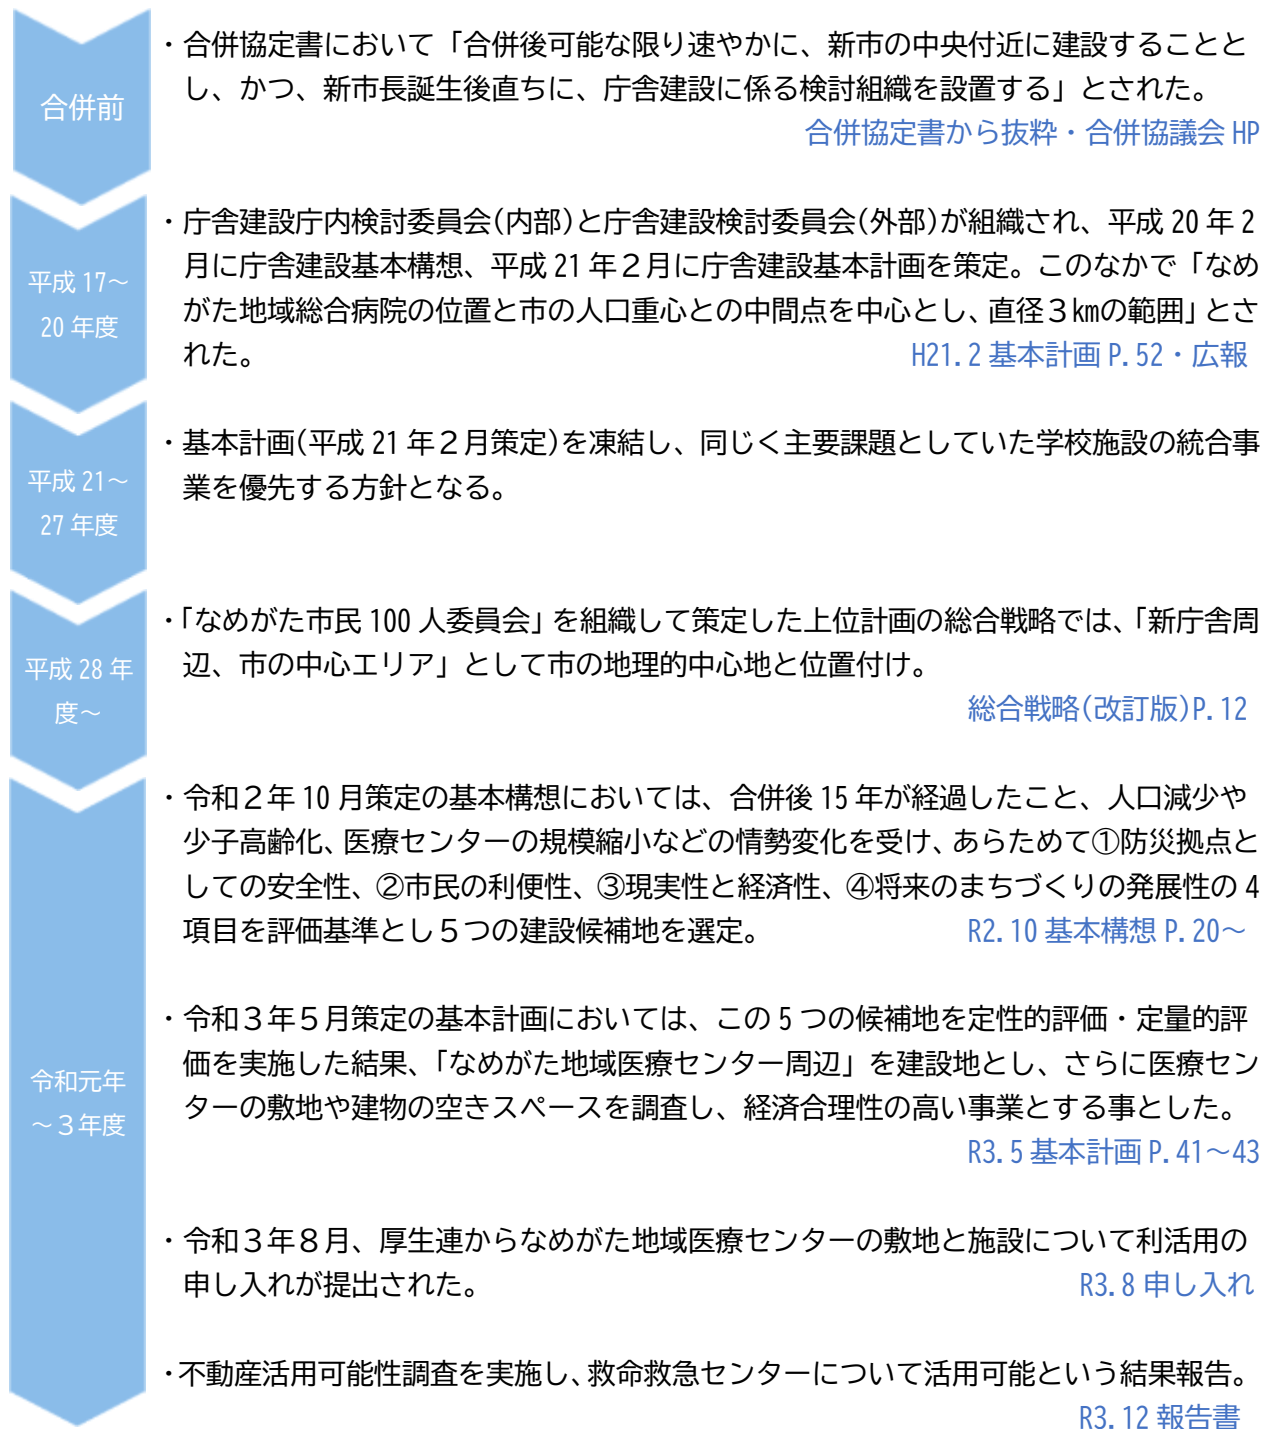 合併前
・合併協定書において「合併後可能な限り速やかに、新市の中央付近に建設することと
し、かつ、新市長誕生後直ちに、庁舎建設に係る検討組織を設置する」とされた。
合併協定書から抜粋・合併協議会 HP
平成 17～
20 年度
・庁舎建設庁内検討委員会(内部)と庁舎建設検討委員会(外部)が組織され、平成 20 年 2
月に庁舎建設基本構想、平成 21 年２月に庁舎建設基本計画を策定。このなかで「なめ
がた地域総合病院の位置と市の人口重心との中間点を中心とし、直径３㎞の範囲」とさ
れた。 H21.2 基本計画 P.52・広報
平成 21～
27 年度
・基本計画(平成 21 年２月策定)を凍結し、同じく主要課題としていた学校施設の統合事
業を優先する方針となる。
平成 28 年
度～
・「なめがた市民 100 人委員会」を組織して策定した上位計画の総合戦略では、「新庁舎周
辺、市の中心エリア」として市の地理的中心地と位置付け。
総合戦略(改訂版)P.12
令和元年
～３年度
・令和２年 10 月策定の基本構想においては、合併後 15 年が経過したこと、人口減少や
少子高齢化、医療センターの規模縮小などの情勢変化を受け、あらためて①防災拠点と
しての安全性、②市民の利便性、③現実性と経済性、④将来のまちづくりの発展性の 4
項目を評価基準とし５つの建設候補地を選定。 R2.10 基本構想 P.20～
・令和３年５月策定の基本計画においては、この 5 つの候補地を定性的評価・定量的評
価を実施した結果、「なめがた地域医療センター周辺」を建設地とし、さらに医療セン
ターの敷地や建物の空きスペースを調査し、経済合理性の高い事業とする事とした。
R3.5 基本計画 P.41～43
・令和３年８月、厚生連からなめがた地域医療センターの敷地と施設について利活用の
申し入れが提出された。 R3.8 申し入れ
・不動産活用可能性調査を実施し、救命救急センターについて活用可能という結果報告。
R3.12 報告書